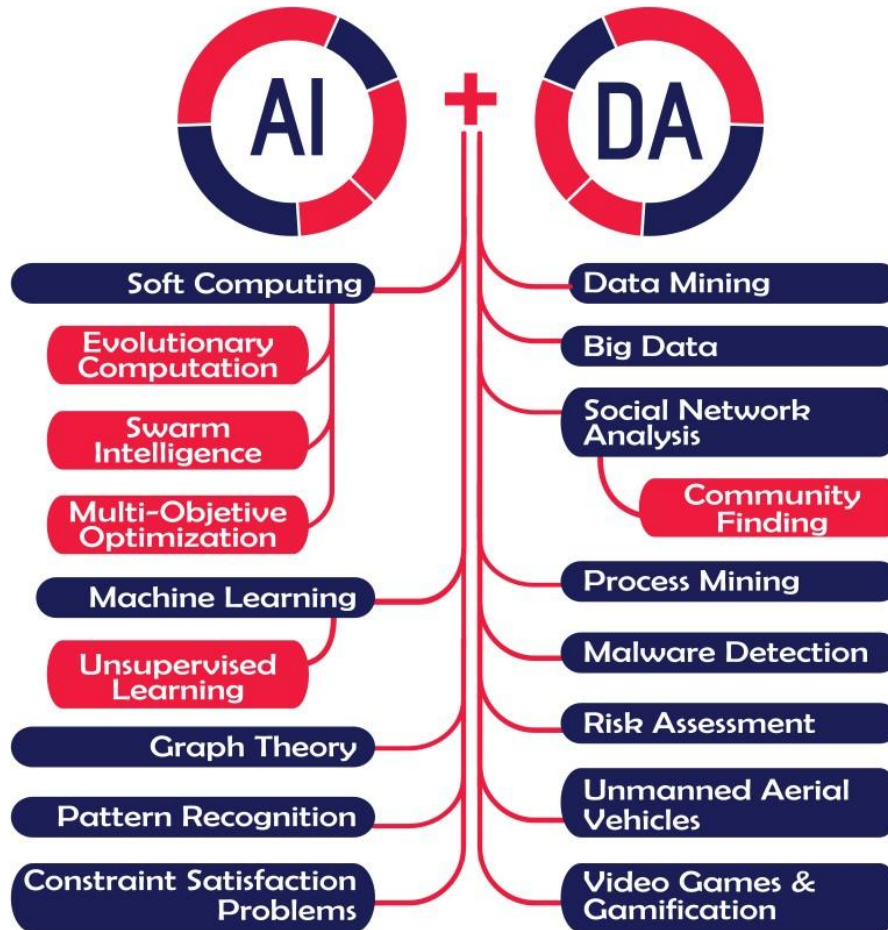 AI + DA
Soft Computing
Evolutionary
Computation
Swarm
Intelligence
Multi-Objetive
Optimization
Machine Learning
Unsupervised
Learning
Graph Theory
Pattern Recognition
Constraint Satisfaction
Problems
Data Mining
Big Data
Social Network
Analysis
Community
Finding
Process Mining
Malware Detection
Risk Assessment
Unmanned Aerial
Vehicles
Video Games &
Gamification